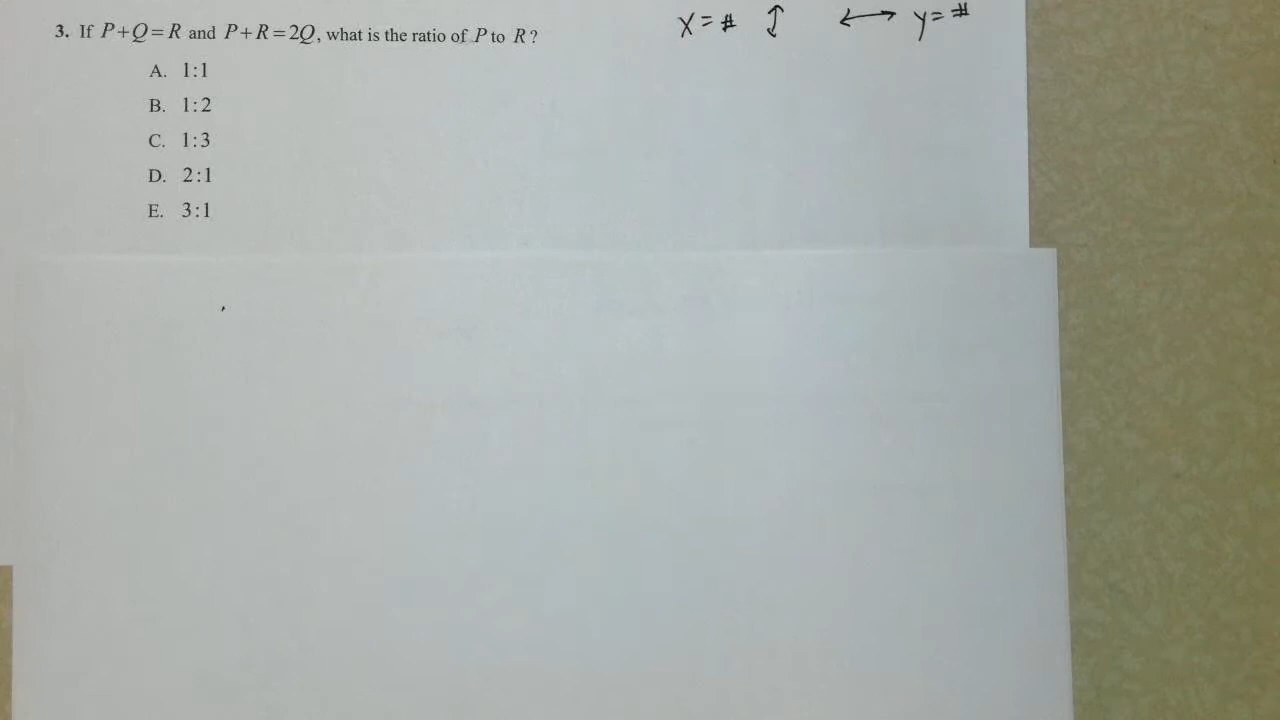 3. If P+Q=R and P+R=2Q, what is the ratio of P to R?
x = # ↕ ↔ y = #
A. 1:1
B. 1:2
C. 1:3
D. 2:1
E. 3:1